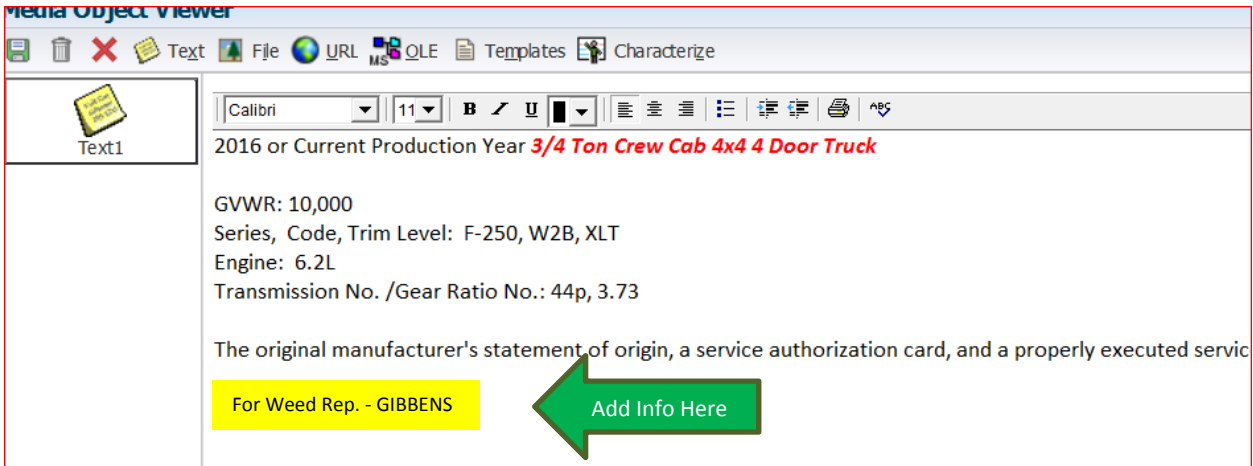 Media Object Viewer
Text File URL MS OLE Templates Characterize
Calibri 11 B I U ABC
Text1
2016 or Current Production Year 3/4 Ton Crew Cab 4x4 4 Door Truck
GVWR: 10,000
Series, Code, Trim Level: F-250, W2B, XLT
Engine: 6.2L
Transmission No. /Gear Ratio No.: 44p, 3.73
The original manufacturer's statement of origin, a service authorization card, and a properly executed servic
For Weed Rep. - GIBBENS
Add Info Here